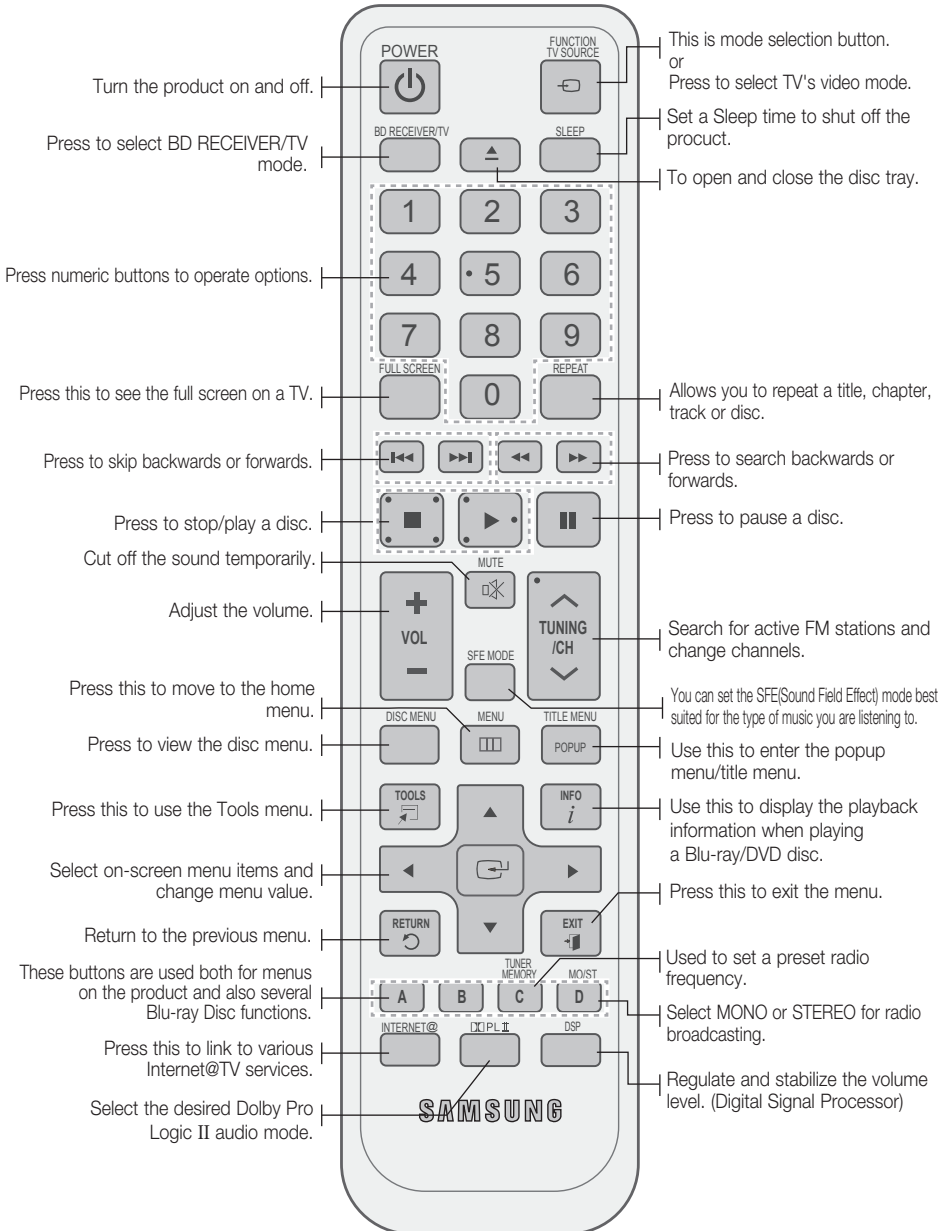 POWER
FUNCTION
TV SOURCE
This is mode selection button.
or
Press to select TV's video mode.
Turn the product on and off.
BD RECEIVER/TV
SLEEP
Set a Sleep time to shut off the
procuct.
Press to select BD RECEIVER/TV
mode.
To open and close the disc tray.
1 2 3
Press numeric buttons to operate options.
4 5 6
7 8 9
FULL SCREEN
REPEAT
0
Press this to see the full screen on a TV.
Allows you to repeat a title, chapter,
track or disc.
Press to skip backwards or forwards.
Press to search backwards or
forwards.
Press to stop/play a disc.
Press to pause a disc.
Cut off the sound temporarily.
MUTE
Adjust the volume.
VOL
TUNING
/CH
Search for active FM stations and
change channels.
SFE MODE
Press this to move to the home
menu.
You can set the SFE(Sound Field Effect) mode best
suited for the type of music you are listening to.
DISC MENU
MENU
TITLE MENU
POPUP
Press to view the disc menu.
Use this to enter the popup
menu/title menu.
TOOLS
INFO
i
Press this to use the Tools menu.
Use this to display the playback
information when playing
a Blu-ray/DVD disc.
Select on-screen menu items and
change menu value.
Press this to exit the menu.
RETURN
EXIT
Return to the previous menu.
TUNER
MEMORY
MO/ST
Used to set a preset radio
frequency.
These buttons are used both for menus
on the product and also several
Blu-ray Disc functions.
A B C D
Select MONO or STEREO for radio
broadcasting.
INTERNET@
PL II
DSP
Press this to link to various
Internet@TV services.
Regulate and stabilize the volume
level. (Digital Signal Processor)
Select the desired Dolby Pro
Logic II audio mode.
SAMSUNG